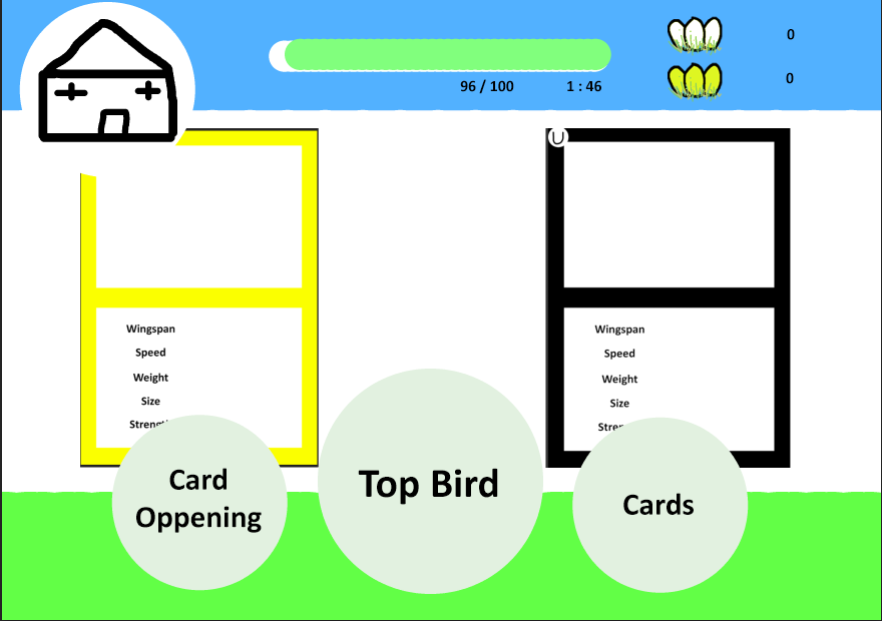 0
96 / 100
1 : 46
0
U
Wingspan
Speed
Weight
Size
Wingspan
Speed
Weight
Size
Card
Oppening
Top Bird
Cards